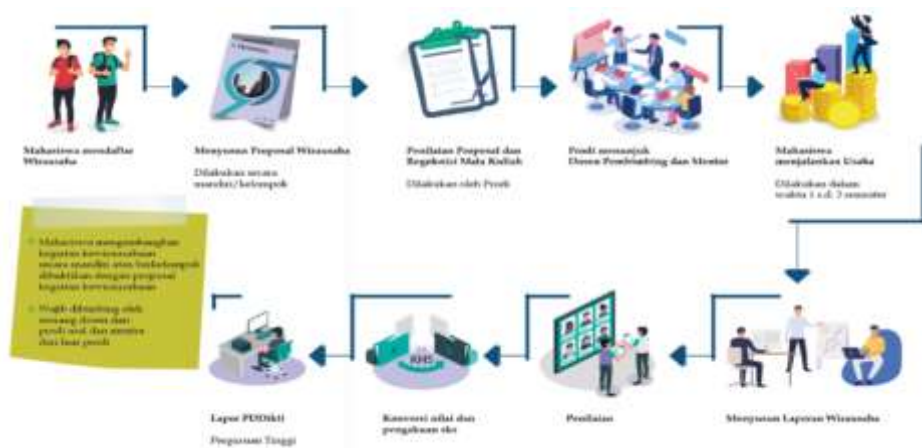 Mahasiswa mendaftar
Wirausaha
Menyusun Proposal Wirausaha
Dilakukan secara
mandiri/kelompok
Penilaian Proposal dan
Rekognisi Mata Kuliah
Dilakukan oleh Prodi
Prodi menunjuk
Dosen Pembimbing dan Mentor
Mahasiswa
menjalankan Usaha
Dilakukan dalam
waktu 1 s.d. 3 semester
Mahasiswa mengembangkan
kegiatan kewirausahaan
secara mandiri atau berkelompok
dibuktikan dengan proposal
kegiatan kewirausahaan
Wajib dibimbing oleh
seorang dosen dari
prodi asal dan mentor
dari luar prodi
Lapor PDDikti
Perguruan Tinggi
KHS
Konversi nilai dan
pengakuan sks
Penilaian
Menyusun Laporan Wirausaha